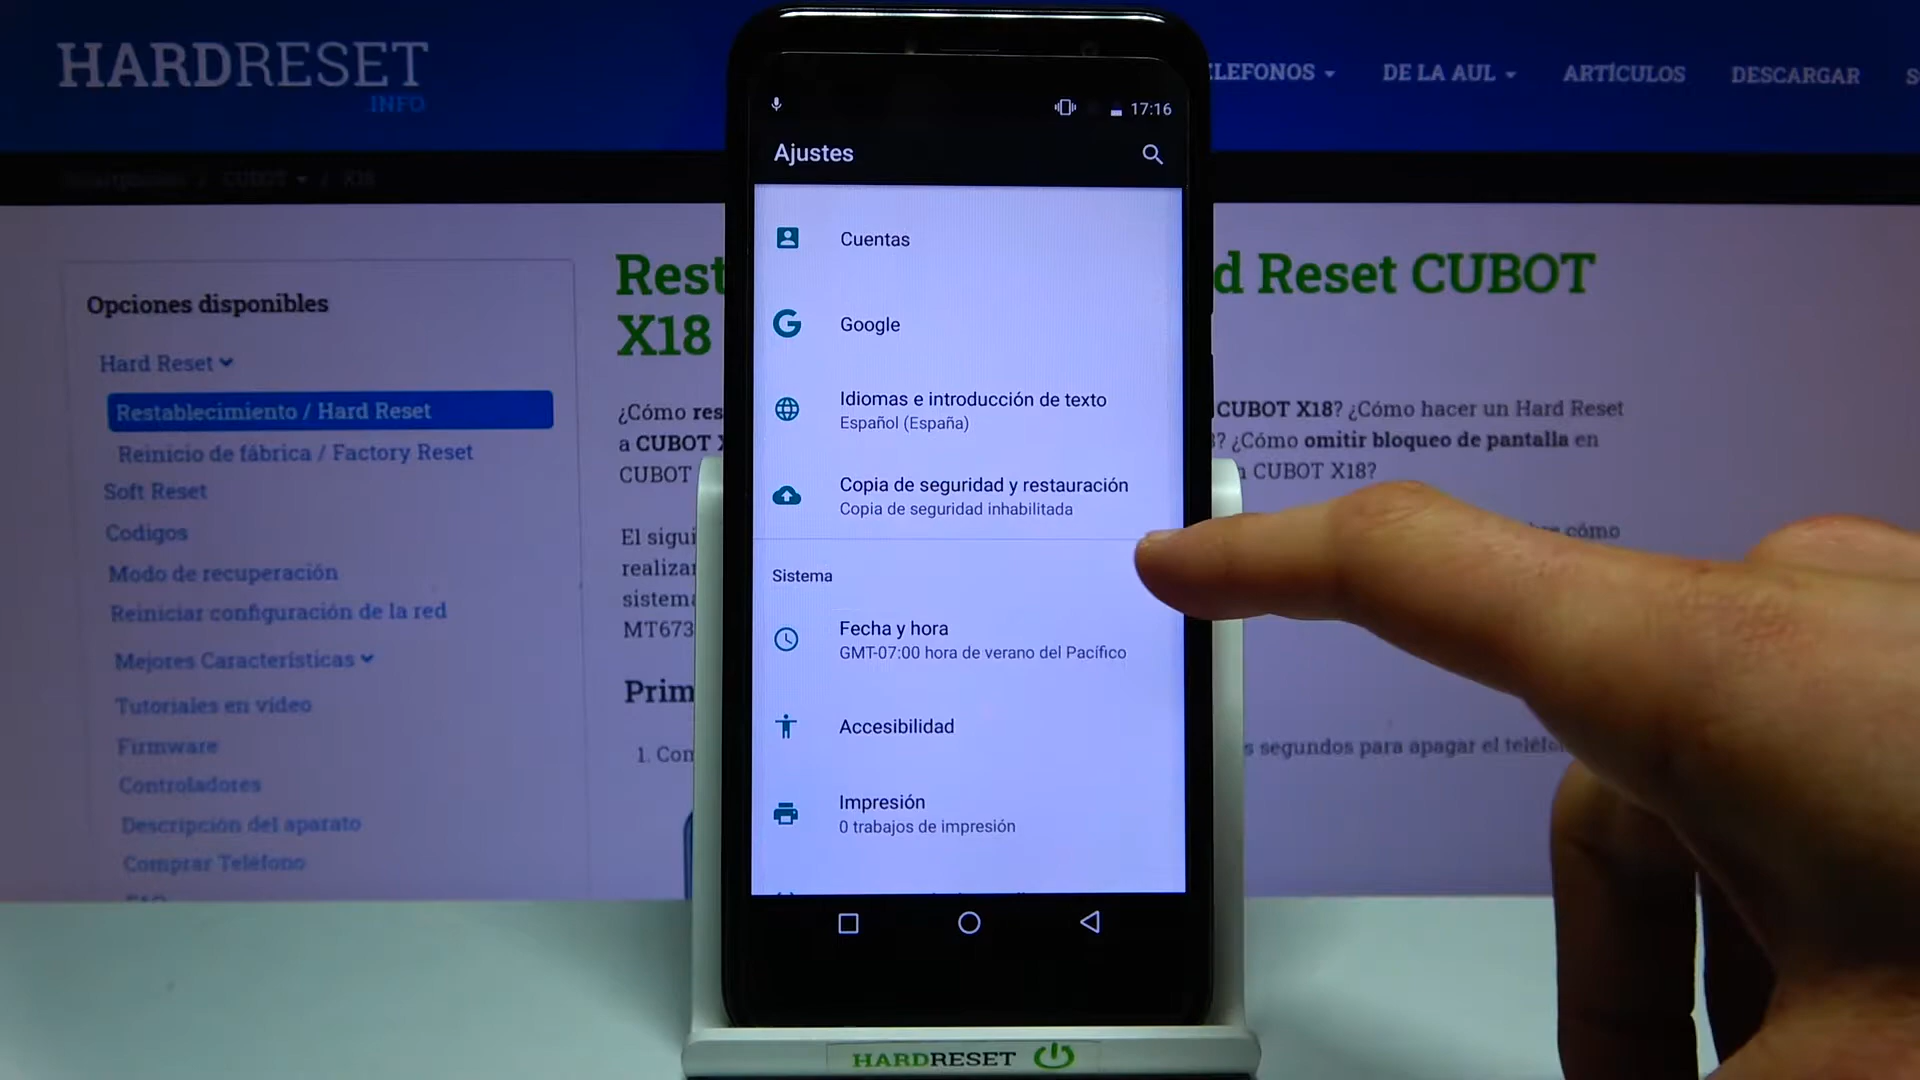 HARDRESET
.INFO
LEFONOS
DE LA AUL
ARTÍCULOS
DESCARGAR
CUBOT / X18
Opciones disponibles
Hard Reset
Restablecimiento / Hard Reset
Reinicio de fábrica / Factory Reset
Soft Reset
Codigos
Modo de recuperación
Reiniciar configuración de la red
Mejores Características
Tutoriales en vídeo
Firmware
Controladores
Descripción del aparato
Comprar Teléfono
Rest
d Reset CUBOT
X18
¿Cómo res
CUBOT X18? ¿Cómo hacer un Hard Reset
a CUBOT
? ¿Cómo omitir bloqueo de pantalla en
CUBOT
CUBOT X18?
El sigui
cómo
realizar
sistema
MT673
Prim
1. Con
s segundos para apagar el teléfo
17:16
Ajustes
Cuentas
Google
Idiomas e introducción de texto
Español (España)
Copia de seguridad y restauración
Copia de seguridad inhabilitada
Sistema
Fecha y hora
GMT-07:00 hora de verano del Pacífico
Accesibilidad
Impresión
0 trabajos de impresión
HARDRESET